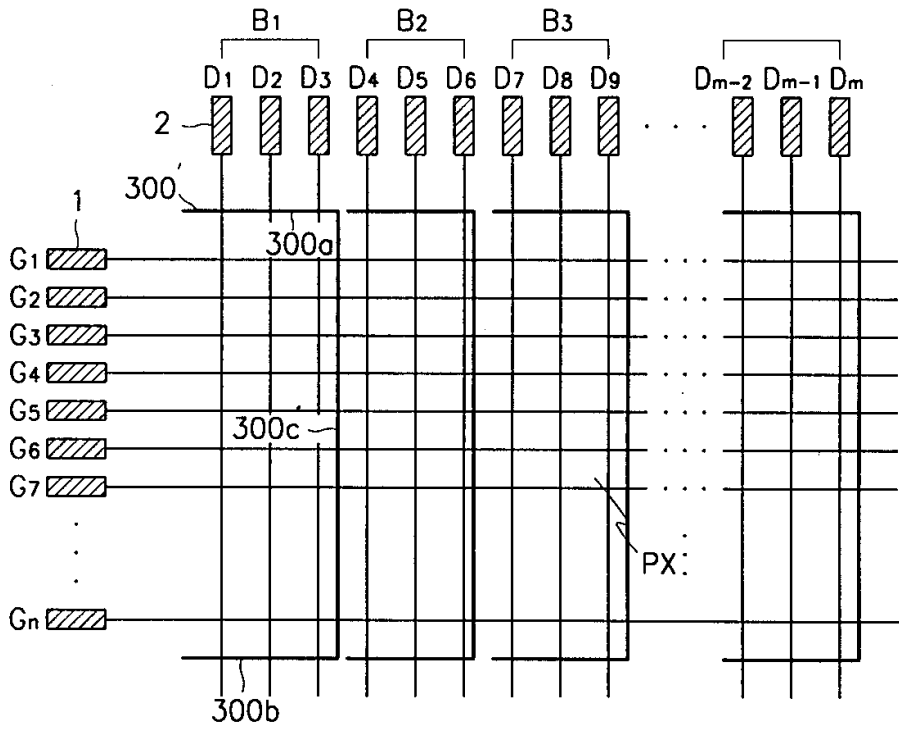 B1 B2 B3
D1 D2 D3 D4 D5 D6 D7 D8 D9 Dm-2 Dm-1 Dm
2 . . .
300'
1
300a
G1 . . .
G2 . . .
G3 . . .
G4 . . .
G5 . . .
300c
G6 . . .
G7 . . .
PX
Gn
300b